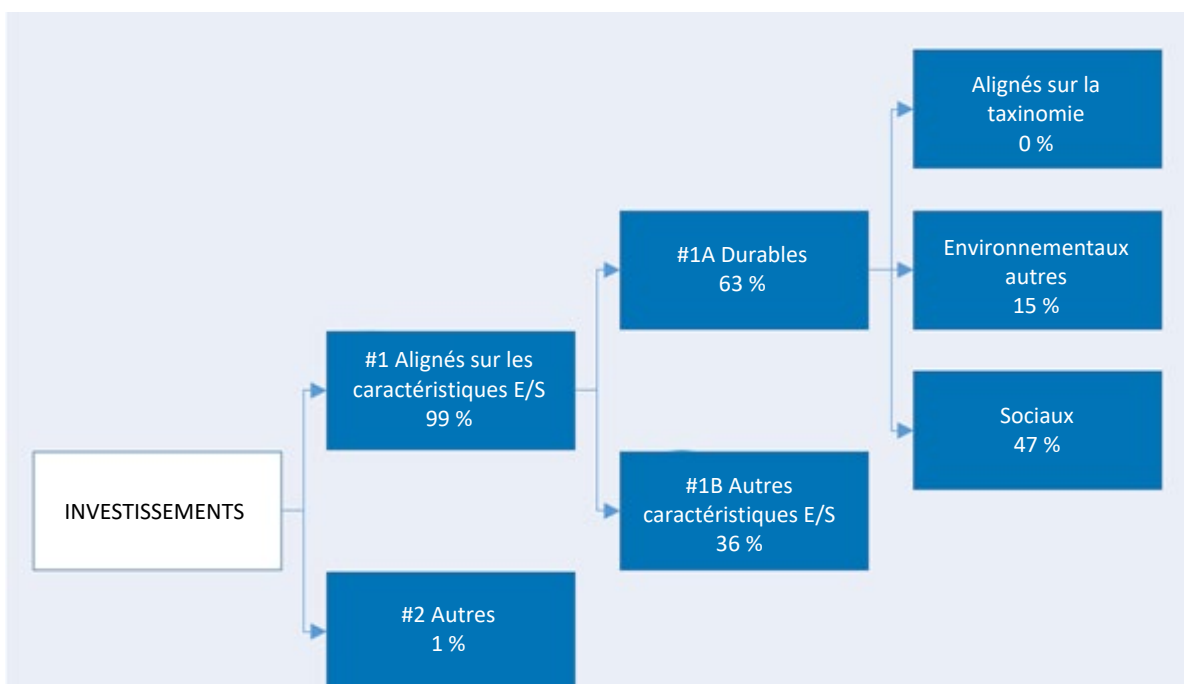 INVESTISSEMENTS
#1 Alignés sur les
caractéristiques E/S
99 %
#2 Autres
1 %
#1A Durables
63 %
#1B Autres
caractéristiques E/S
36 %
Alignés sur la
taxinomie
0 %
Environnementaux
autres
15 %
Sociaux
47 %